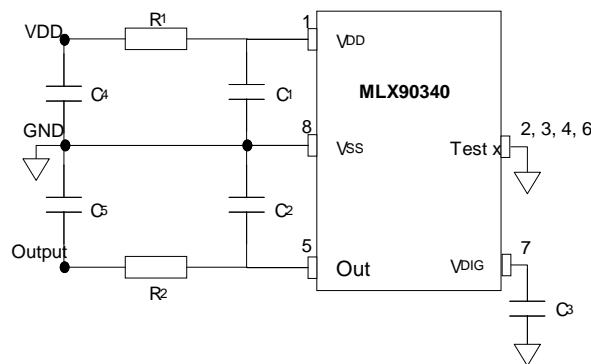 VDD
R1
1
VDD
MLX90340
C4
C1
GND
8
VSS
Test x
2, 3, 4, 6
C5
C2
Output
R2
5
Out
VDIG
7
C3